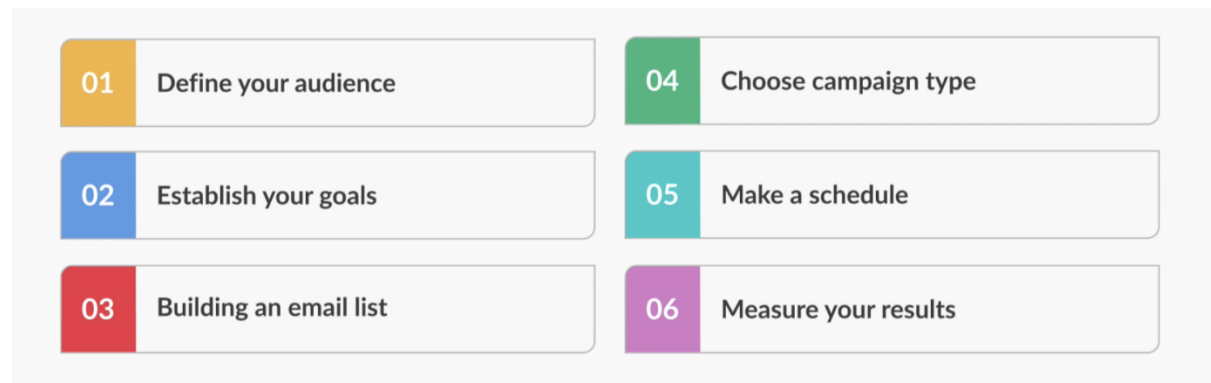 01 Define your audience
02 Establish your goals
03 Building an email list
04 Choose campaign type
05 Make a schedule
06 Measure your results